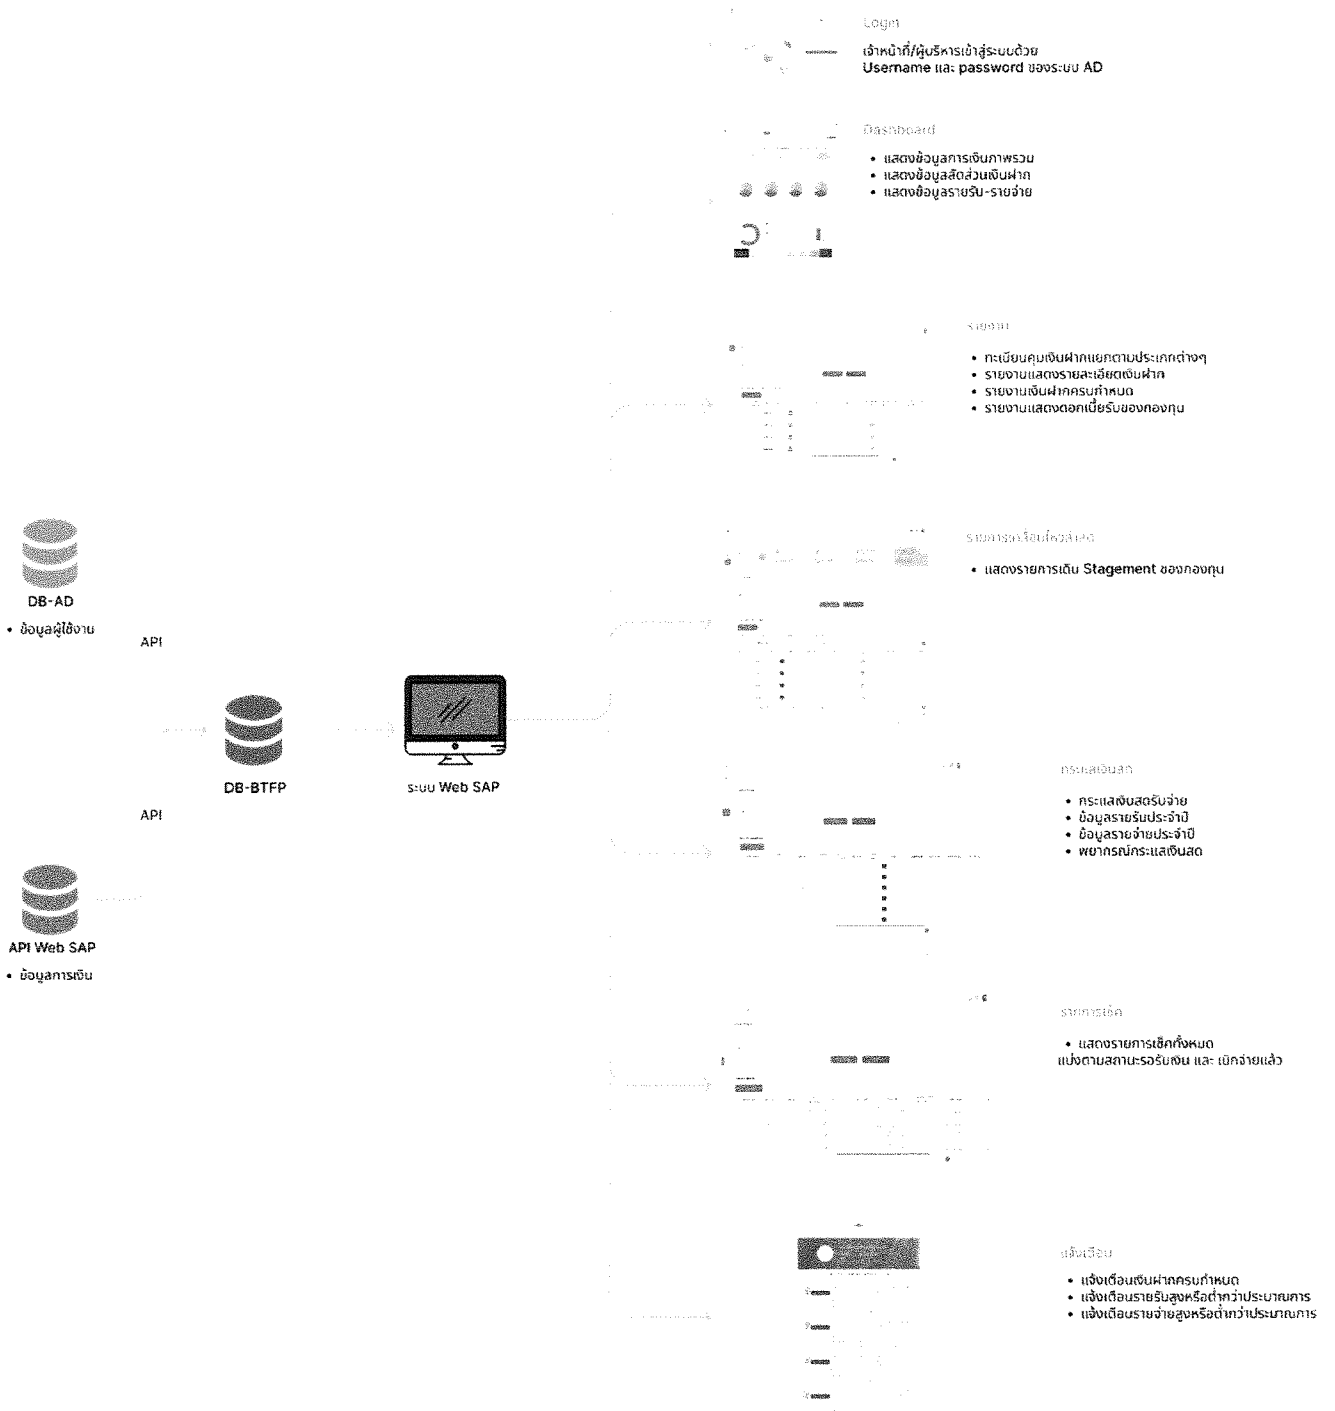 Login
เจ้าหน้าที่/ผู้บริหารเข้าสู่ระบบด้วย
Username และ password ของระบบ AD
Dashboard
• แสดงข้อมูลการเงินภาพรวม
• แสดงข้อมูลสัดส่วนเงินฝาก
• แสดงข้อมูลรายรับ-รายจ่าย
รายงาน
• ทะเบียนคุมเงินฝากแยกตามประเภทต่างๆ
• รายงานแสดงรายละเอียดเงินฝาก
• รายงานเงินฝากครบกำหนด
• รายงานแสดงดอกเบี้ยรับของกองทุน
รายการเคลื่อนไหวล่าสุด
• แสดงรายการเดิน Stagement ของกองทุน
DB-AD
• ข้อมูลผู้ใช้งาน
API
DB-BTFP
ระบบ Web SAP
API
API Web SAP
• ข้อมูลการเงิน
กระแสเงินสด
• กระแสเงินสดรับจ่าย
• ข้อมูลรายรับประจำปี
• ข้อมูลรายจ่ายประจำปี
• พยากรณ์กระแสเงินสด
รายการเช็ค
• แสดงรายการเช็คทั้งหมด
แบ่งตามสถานะรอรับเงิน และ เบิกจ่ายแล้ว
แจ้งเตือน
• แจ้งเตือนเงินฝากครบกำหนด
• แจ้งเตือนรายรับสูงหรือต่ำกว่าประมาณการ
• แจ้งเตือนรายจ่ายสูงหรือต่ำกว่าประมาณการ